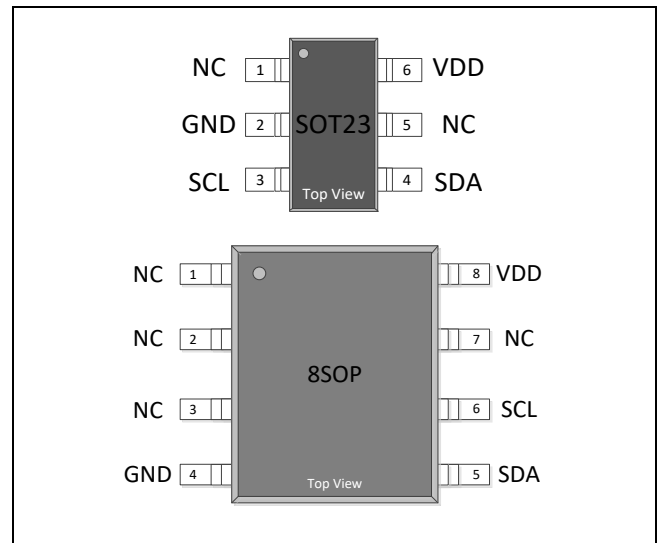 NC 1 6 VDD
GND 2 SOT23 5 NC
SCL 3 4 SDA
Top View
NC 1 8 VDD
NC 2 7 NC
8SOP
NC 3 6 SCL
GND 4 5 SDA
Top View